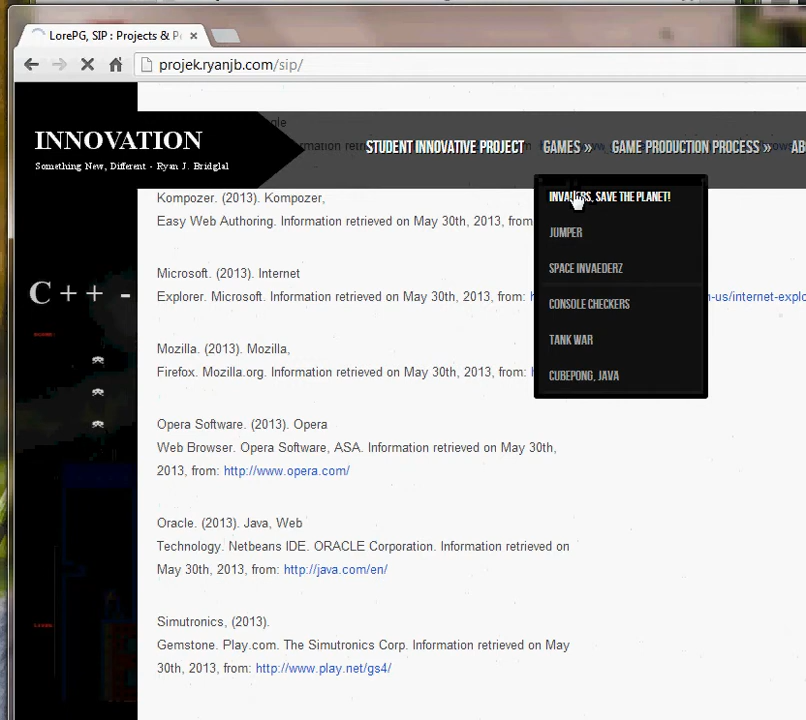 LorePG, SIP : Projects & P
projek.ryanjb.com/sip/
INNOVATION
Something New, Different - Ryan J. Bridglal
STUDENT INNOVATIVE PROJECT
GAMES »
GAME PRODUCTION PROCESS »
AB
INVADERS, SAVE THE PLANET!
JUMPER
SPACE INVAEDERZ
CONSOLE CHECKERS
TANK WAR
CUBEPONG, JAVA
C++ -
Kompozer. (2013). Kompozer,
Easy Web Authoring. Information retrieved on May 30th, 2013, from
Microsoft. (2013). Internet
Explorer. Microsoft. Information retrieved on May 30th, 2013, from: h
n-us/internet-explo
Mozilla. (2013). Mozilla,
Firefox. Mozilla.org. Information retrieved on May 30th, 2013, from: h
Opera Software. (2013). Opera
Web Browser. Opera Software, ASA. Information retrieved on May 30th,
2013, from: http://www.opera.com/
Oracle. (2013). Java, Web
Technology. Netbeans IDE. ORACLE Corporation. Information retrieved on
May 30th, 2013, from: http://java.com/en/
Simutronics, (2013).
Gemstone. Play.com. The Simutronics Corp. Information retrieved on May
30th, 2013, from: http://www.play.net/gs4/